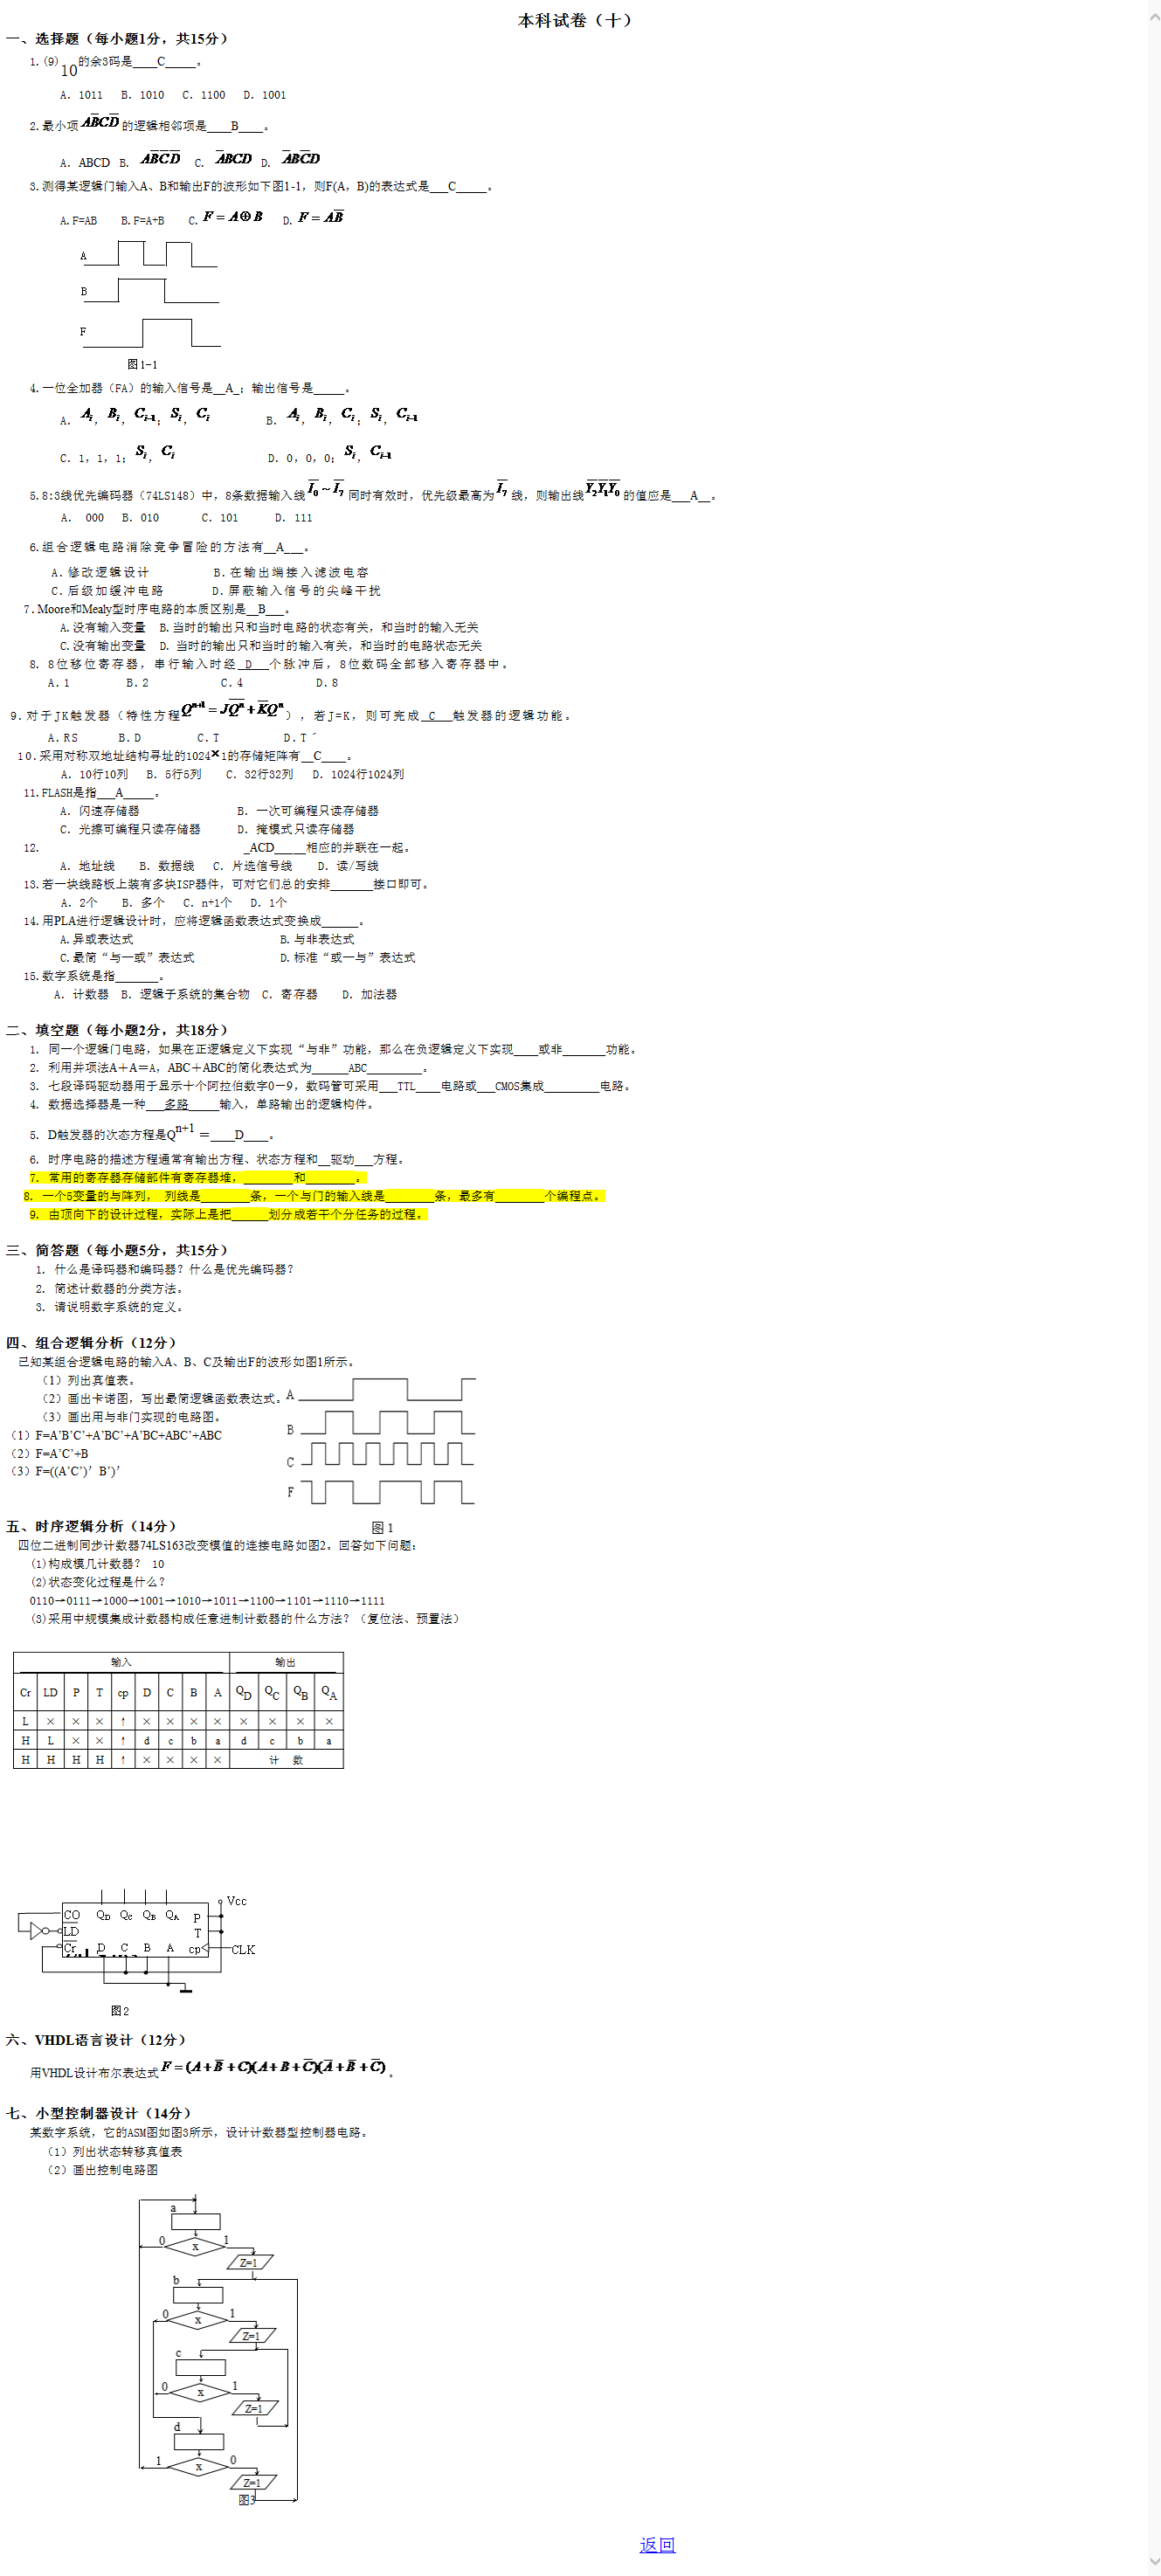 本科试卷（十）
一、选择题（每小题1分，共15分）
1.(9)10的余3码是____C_____。
A. 1011 B. 1010 C. 1100 D. 1001
2.最小项AB̅CD̅的逻辑相邻项是____B____。
A. ABCD B. AB̅C̅D̅ C. A̅BCD D. A̅BC̅D
3.测得某逻辑门输入A、B和输出F的波形如下图1-1，则F(A，B)的表达式是___C_____。
A.F=AB B.F=A+B C.F=A⊕B D.F=AB̅
A
B
F
图1-1
4.一位全加器（FA）的输入信号是__A_；输出信号是_____。
A. Ai，Bi，Ci-1；Si，Ci B. Ai，Bi，Ci；Si，Ci-1
C. 1，1，1；Si，Ci D. 0，0，0；Si，Ci-1
5.8:3线优先编码器（74LS148）中，8条数据输入线I̅0~I̅7同时有效时，优先级最高为I̅7线，则输出线Y̅2Y̅1Y̅0的值应是___A__。
A. 000 B. 010 C. 101 D. 111
6.组合逻辑电路消除竞争冒险的方法有__A___。
A.修改逻辑设计 B.在输出端接入滤波电容
C.后级加缓冲电路 D.屏蔽输入信号的尖峰干扰
7.Moore和Mealy型时序电路的本质区别是__B___。
A.没有输入变量 B.当时的输出只和当时电路的状态有关，和当时的输入无关
C.没有输出变量 D. 当时的输出只和当时的输入有关，和当时的电路状态无关
8. 8位移位寄存器，串行输入时经_D__个脉冲后，8位数码全部移入寄存器中。
A.1 B.2 C.4 D.8
9.对于JK触发器（特性方程Qn+1=JQ̅n+K̅Qn），若J=K，则可完成_C__触发器的逻辑功能。
A.RS B.D C.T D.Tˊ
10.采用对称双地址结构寻址的1024×1的存储矩阵有__C____。
A. 10行10列 B. 5行5列 C. 32行32列 D. 1024行1024列
11.FLASH是指___A_____。
A. 闪速存储器 B. 一次可编程只读存储器
C. 光擦可编程只读存储器 D. 掩模式只读存储器
12. _ACD_____相应的并联在一起。
A. 地址线 B. 数据线 C. 片选信号线 D. 读/写线
13.若一块线路板上装有多块ISP器件，可对它们总的安排_______接口即可。
A. 2个 B. 多个 C. n+1个 D. 1个
14.用PLA进行逻辑设计时，应将逻辑函数表达式变换成______。
A.异或表达式 B.与非表达式
C.最简“与—或”表达式 D.标准“或—与”表达式
15.数字系统是指_______。
A. 计数器 B. 逻辑子系统的集合物 C. 寄存器 D. 加法器
二、填空题（每小题2分，共18分）
1. 同一个逻辑门电路，如果在正逻辑定义下实现“与非”功能，那么在负逻辑定义下实现____或非_______功能。
2. 利用并项法A＋A＝A，ABC＋ABC的简化表达式为______ABC_________。
3. 七段译码驱动器用于显示十个阿拉伯数字0—9，数码管可采用___TTL____电路或___CMOS集成_________电路。
4. 数据选择器是一种___多路_____输入，单路输出的逻辑构件。
5. D触发器的次态方程是Qn+1＝____D____。
6. 时序电路的描述方程通常有输出方程、状态方程和__驱动___方程。
7. 常用的寄存器存储部件有寄存器堆，________和________。
8. 一个5变量的与阵列， 列线是________条，一个与门的输入线是________条，最多有________个编程点。
9. 由顶向下的设计过程，实际上是把______划分成若干个分任务的过程。
三、简答题（每小题5分，共15分）
1. 什么是译码器和编码器？什么是优先编码器？
2. 简述计数器的分类方法。
3. 请说明数字系统的定义。
四、组合逻辑分析（12分）
已知某组合逻辑电路的输入A、B、C及输出F的波形如图1所示。
（1）列出真值表。
（2）画出卡诺图，写出最简逻辑函数表达式。
（3）画出用与非门实现的电路图。
（1）F=A’B’C’+A’BC’+A’BC+ABC’+ABC
（2）F=A’C’+B
（3）F=((A’C’)’ B’)’
A
B
C
F
图1
五、时序逻辑分析（14分）
四位二进制同步计数器74LS163改变模值的连接电路如图2。回答如下问题：
(1)构成模几计数器？ 10
(2)状态变化过程是什么？
0110→0111→1000→1001→1010→1011→1100→1101→1110→1111
(3)采用中规模集成计数器构成任意进制计数器的什么方法？（复位法、预置法）
输入 输出
Cr LD P T cp D C B A QD QC QB QA
L × × × ↑ × × × × × × × ×
H L × × ↑ d c b a d c b a
H H H H ↑ × × × × 计 数
Vcc
CO QD QC QB QA P
LD T
Cr D C B A cp CLK
图2
六、VHDL语言设计（12分）
用VHDL设计布尔表达式F=(A+B̅+C)(A+B+C̅)(A̅+B̅+C̅)。
七、小型控制器设计（14分）
某数字系统，它的ASM图如图3所示，设计计数器型控制器电路。
（1）列出状态转移真值表
（2）画出控制电路图
a
0 x 1
Z=1
b
0 x 1
Z=1
c
0 x 1
Z=1
d
1 x 0
Z=1
图3
返回